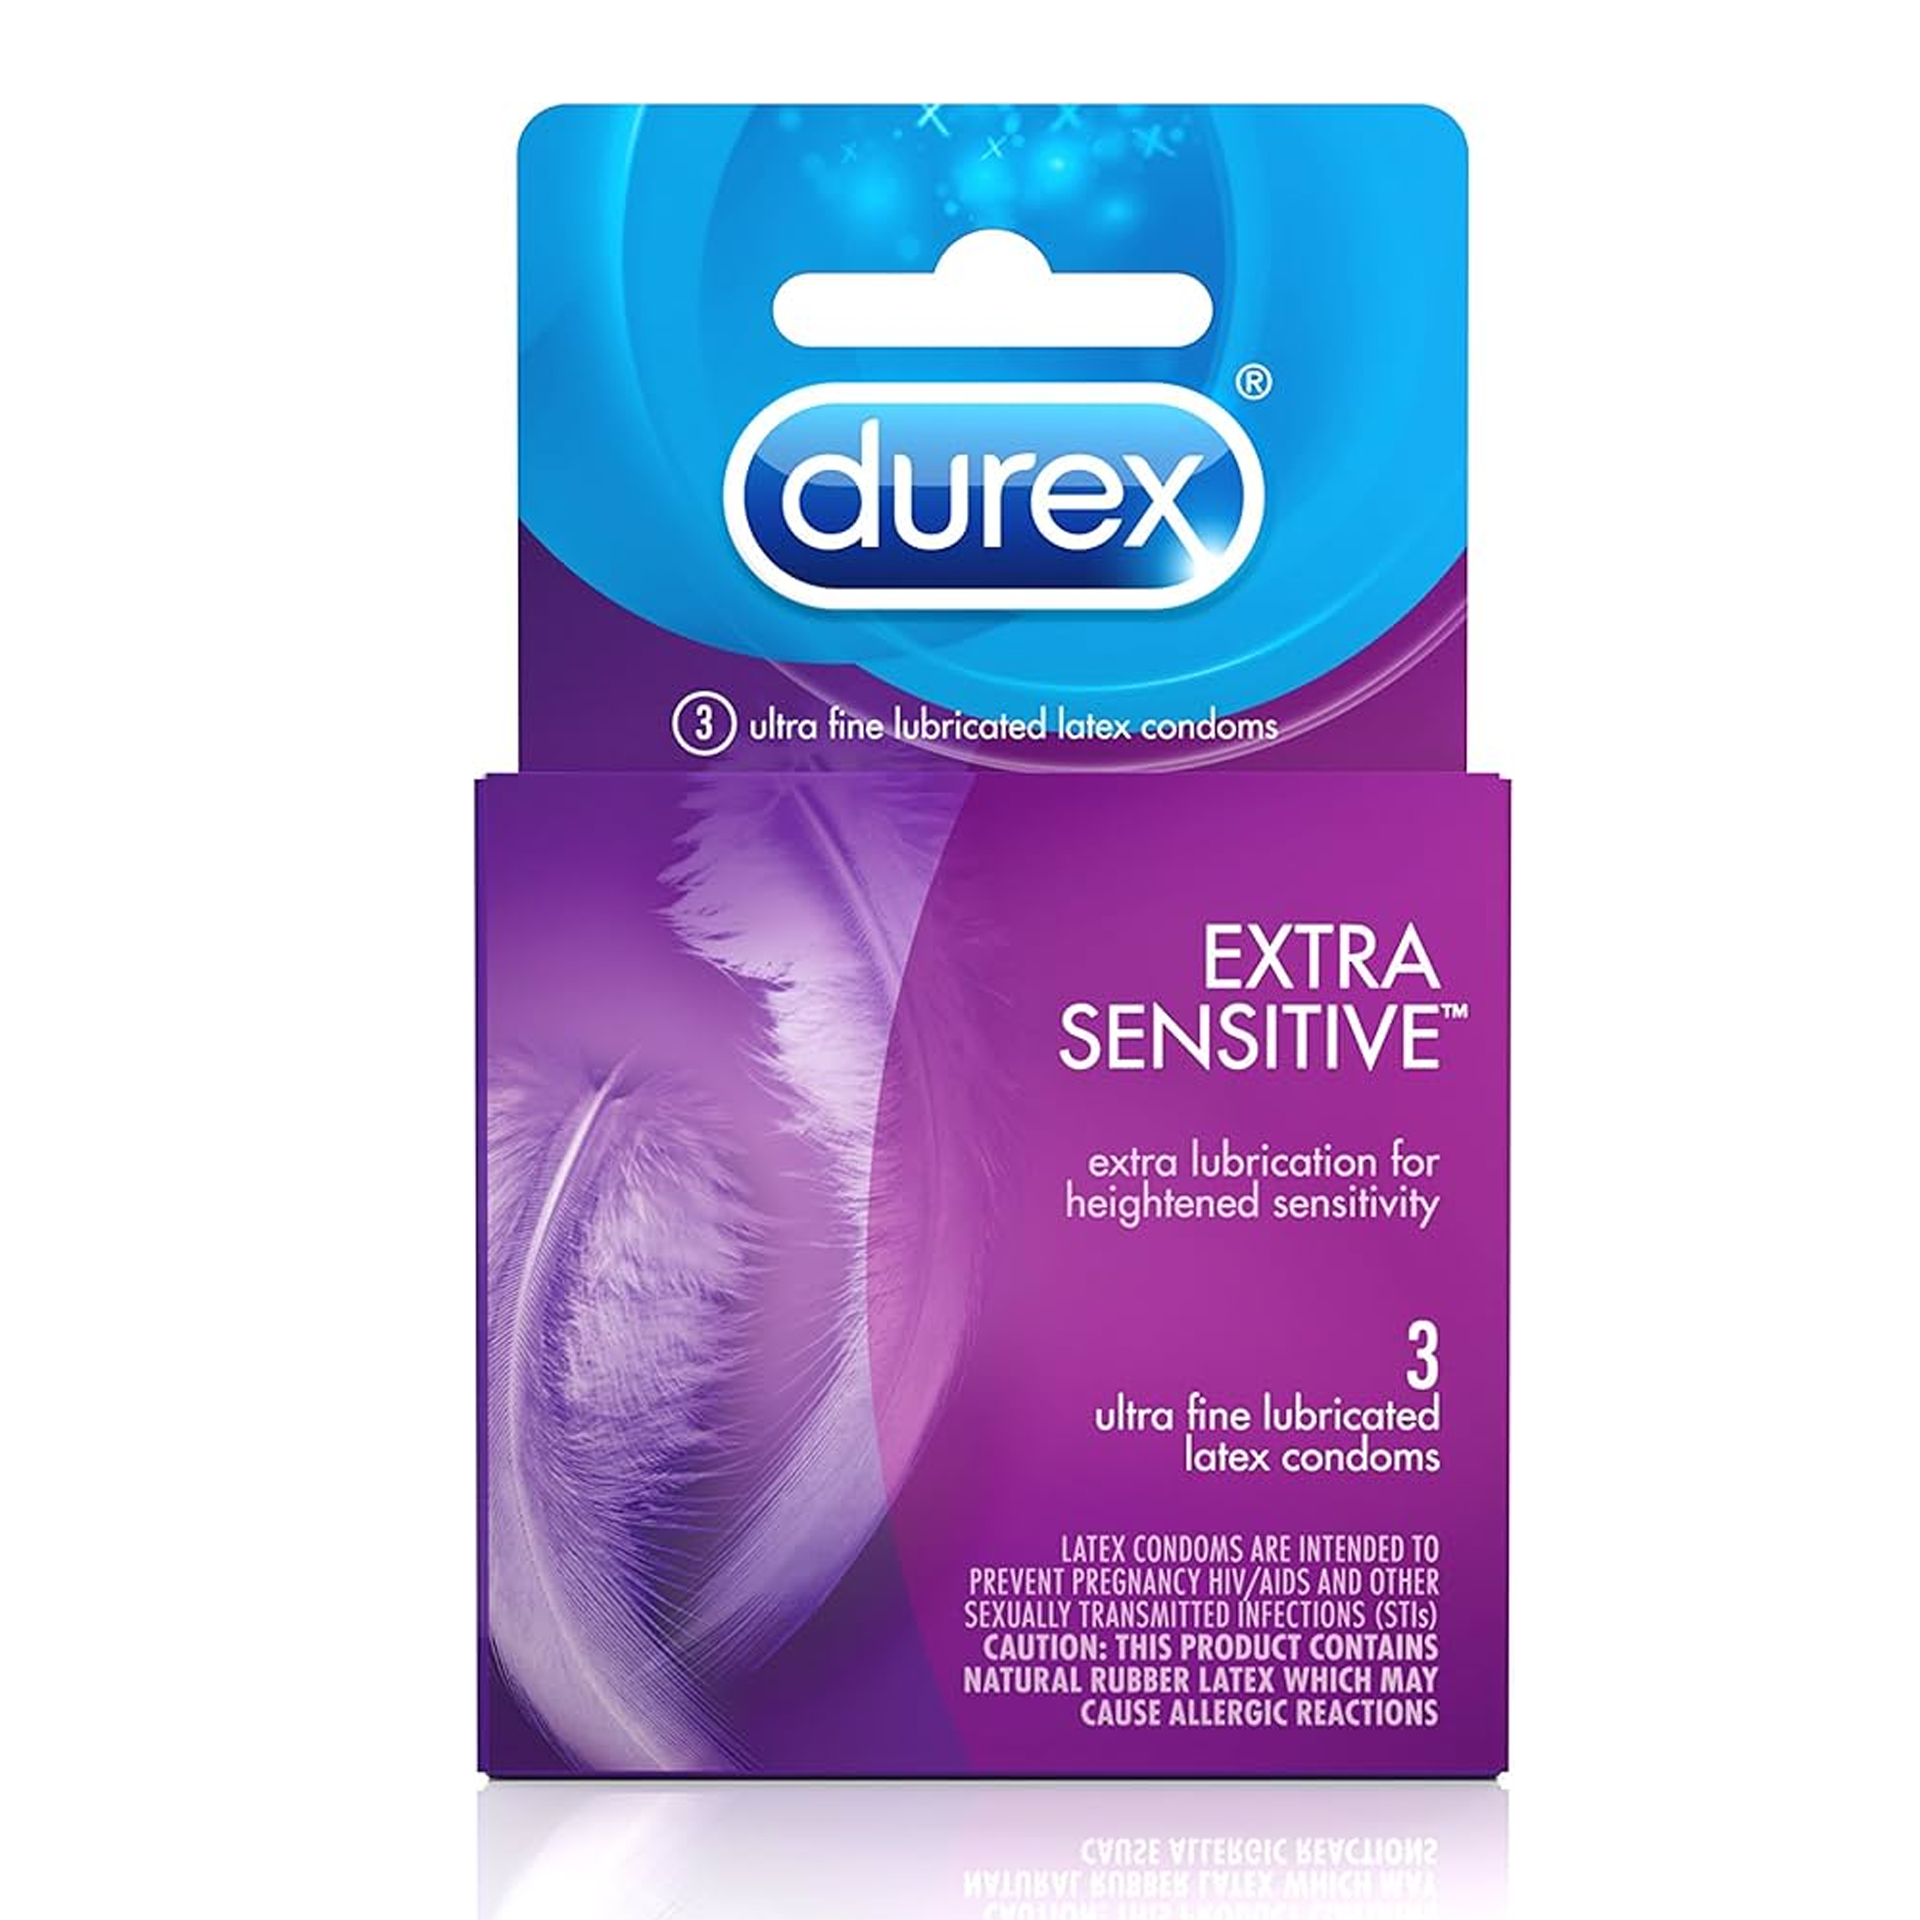 durex®
3 ultra fine lubricated latex condoms
EXTRA
SENSITIVE™
extra lubrication for
heightened sensitivity
3
ultra fine lubricated
latex condoms
LATEX CONDOMS ARE INTENDED TO
PREVENT PREGNANCY HIV/AIDS AND OTHER
SEXUALLY TRANSMITTED INFECTIONS (STIs)
CAUTION: THIS PRODUCT CONTAINS
NATURAL RUBBER LATEX WHICH MAY
CAUSE ALLERGIC REACTIONS